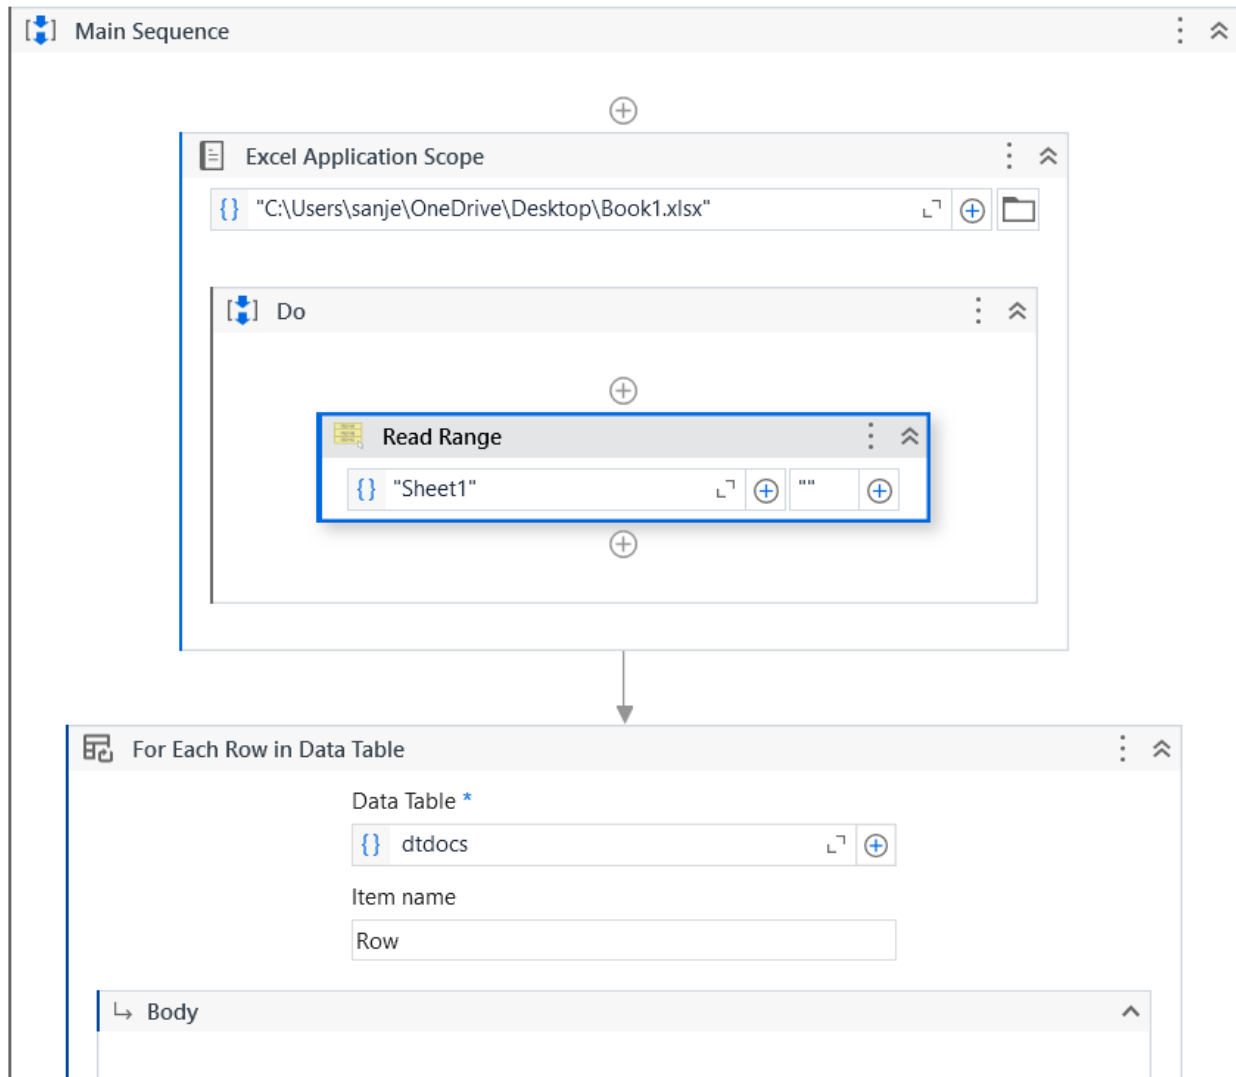 Main Sequence
Excel Application Scope
"C:\Users\sanje\OneDrive\Desktop\Book1.xlsx"
Do
Read Range
"Sheet1" ""
For Each Row in Data Table
Data Table *
dtdocs
Item name
Row
Body